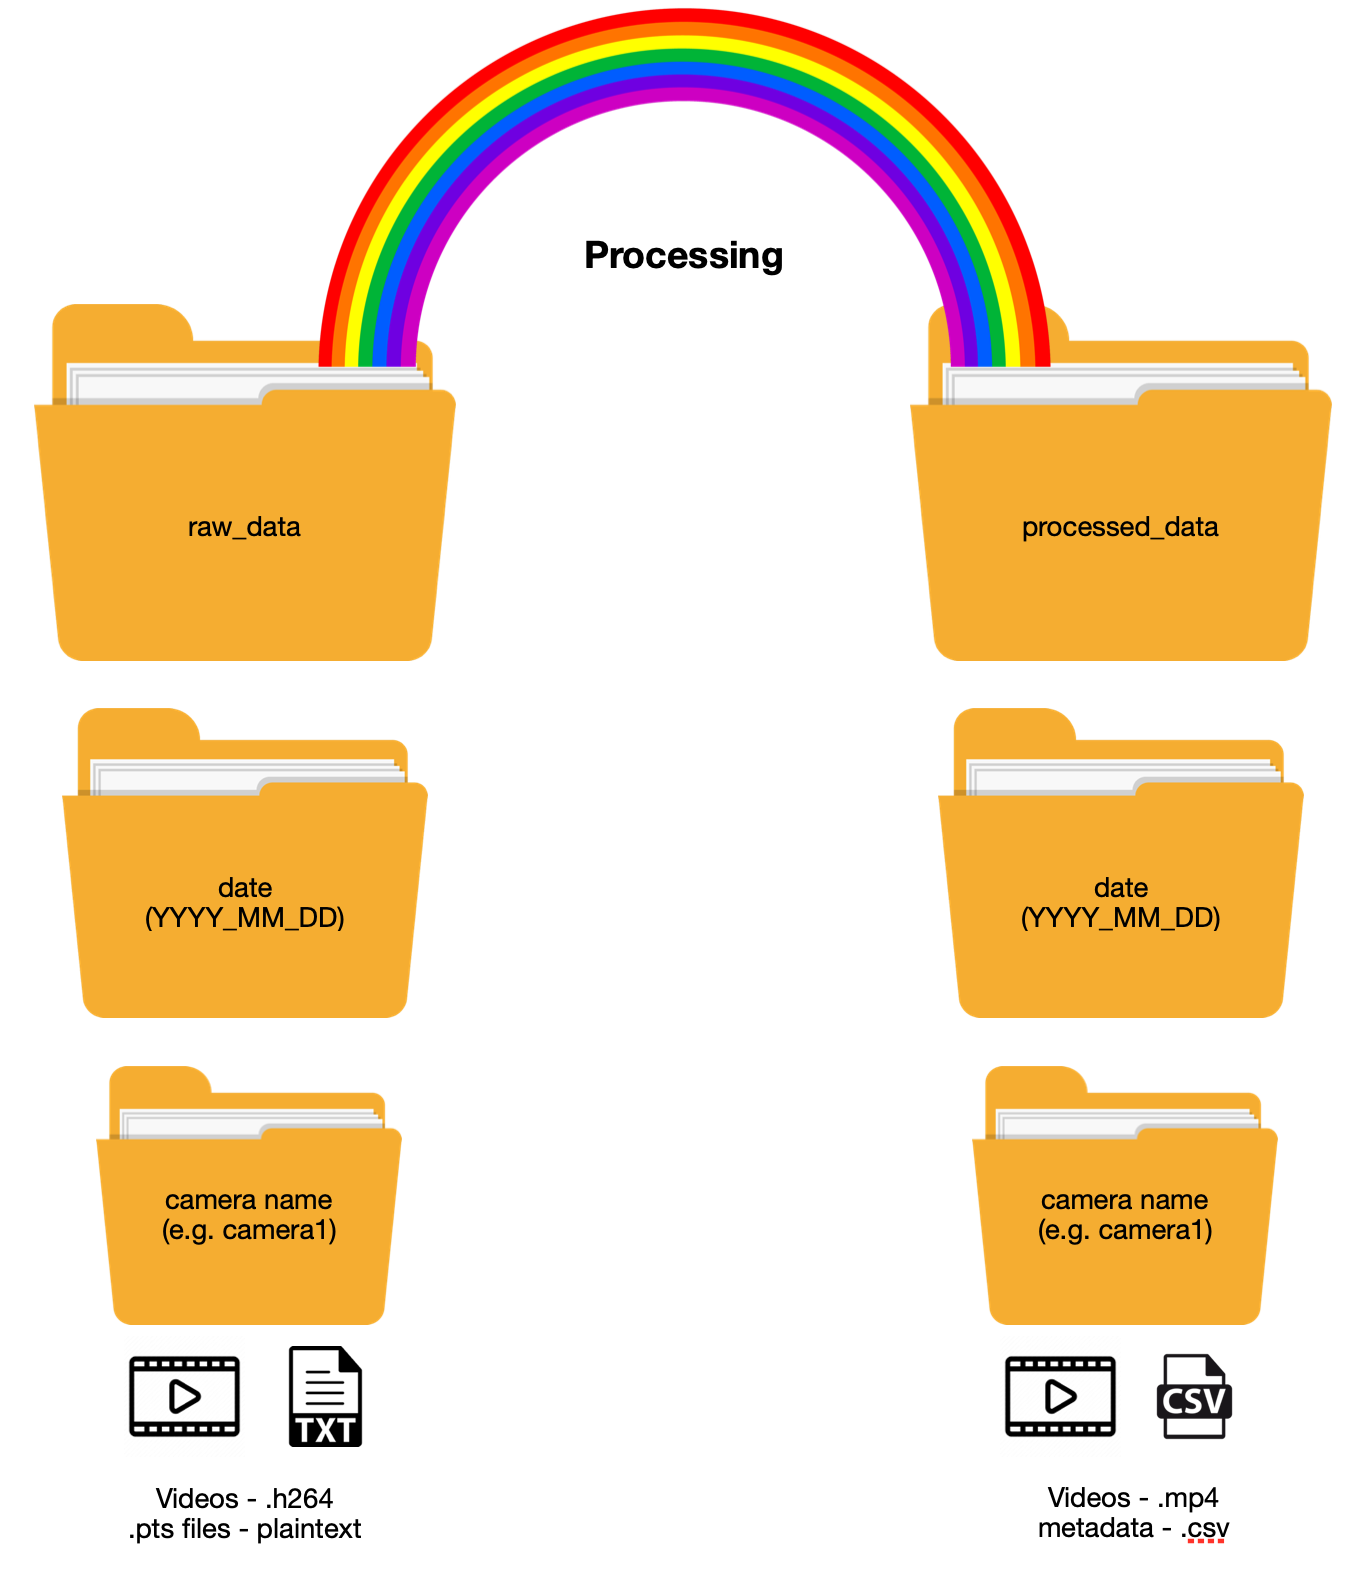 Processing
raw_data
processed_data
date
(YYYY_MM_DD)
date
(YYYY_MM_DD)
camera name
(e.g. camera1)
camera name
(e.g. camera1)
TXT
CSV
Videos - .h264
.pts files - plaintext
Videos - .mp4
metadata - .csv